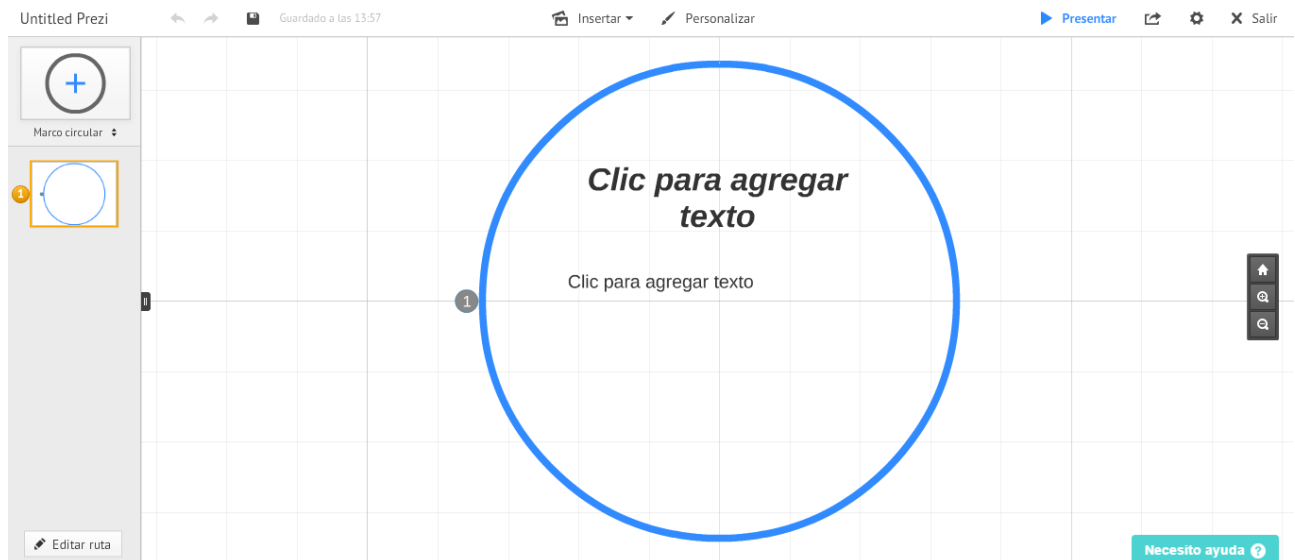 Untitled Prezi
Guardado a las 13:57
Insertar
Personalizar
Presentar
Salir
Marco circular
1
Clic para agregar
texto
Clic para agregar texto
1
Editar ruta
Necesito ayuda ?